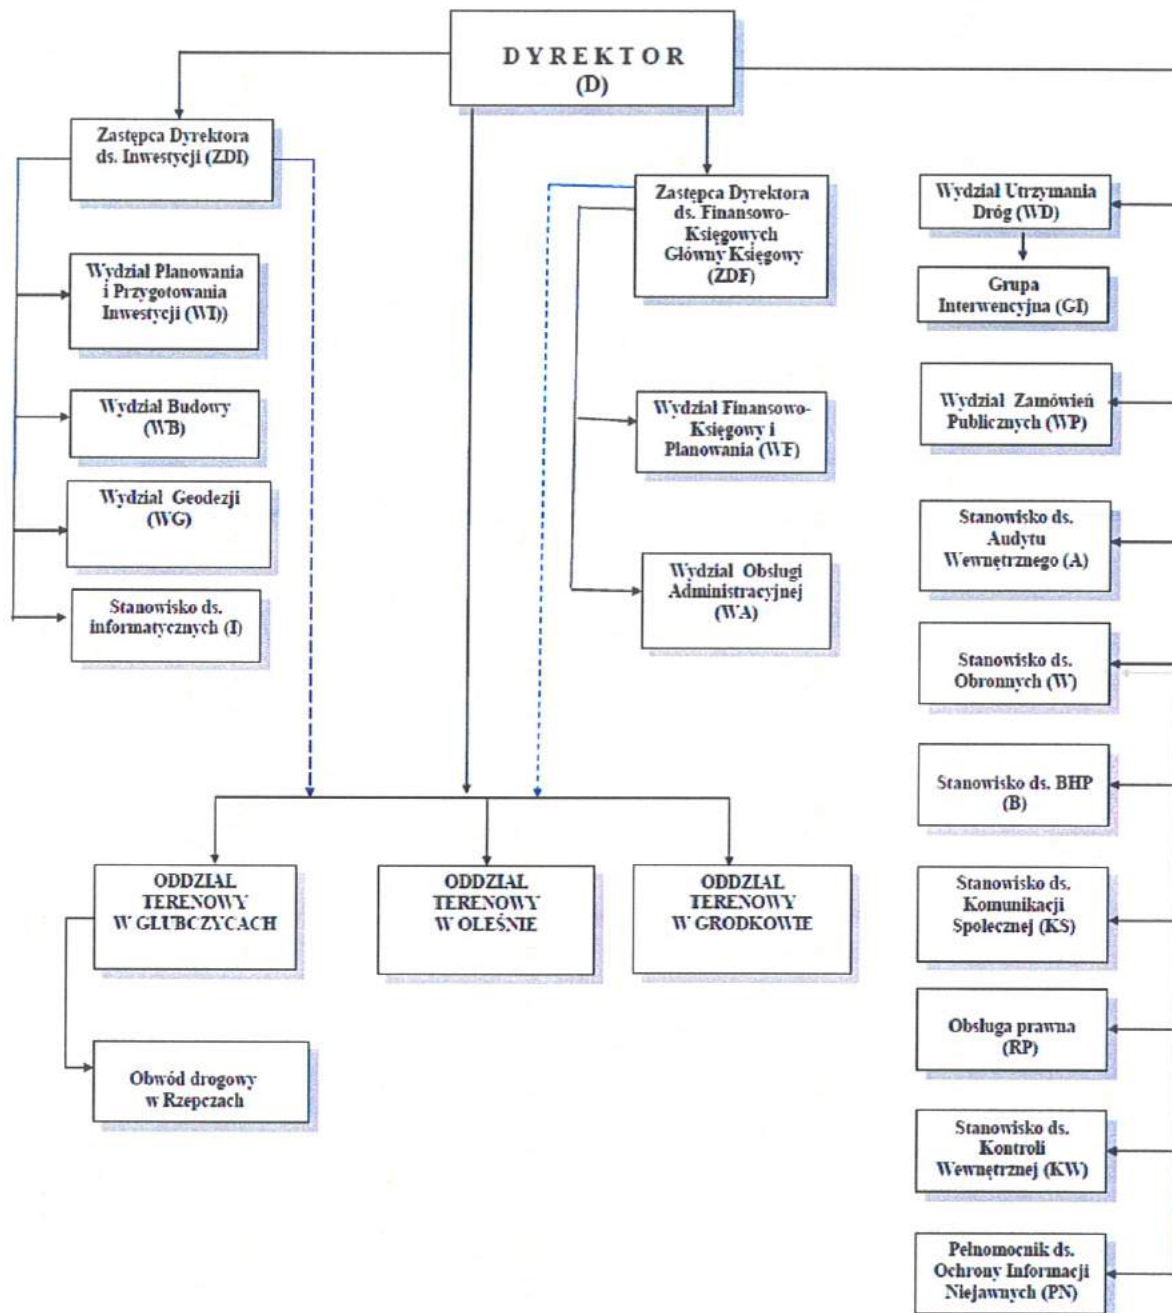 DYREKTOR
(D)
Zastępca Dyrektora
ds. Inwestycji (ZDI)
Wydział Planowania
i Przygotowania
Inwestycji (WI))
Wydział Budowy
(WB)
Wydział Geodezji
(WG)
Stanowisko ds.
informatycznych (I)
Zastępca Dyrektora
ds. Finansowo-
Księgowych
Główny Księgowy
(ZDF)
Wydział Finansowo-
Księgowy i
Planowania (WF)
Wydział Obsługi
Administracyjnej
(WA)
Wydział Utrzymania
Dróg (WD)
Grupa
Interwencyjna (GI)
Wydział Zamówień
Publicznych (WP)
Stanowisko ds.
Audytu
Wewnętrznego (A)
Stanowisko ds.
Obronnych (W)
Stanowisko ds. BHP
(B)
Stanowisko ds.
Komunikacji
Społecznej (KS)
Obsługa prawna
(RP)
Stanowisko ds.
Kontroli
Wewnętrznej (KW)
Pełnomocnik ds.
Ochrony Informacji
Niejawnych (PN)
ODDZIAŁ
TERENOWY
W GŁUBCZYCACH
ODDZIAŁ
TERENOWY
W OLEŚNIE
ODDZIAŁ
TERENOWY
W GRODKOWIE
Obwód drogowy
w Rzepczach